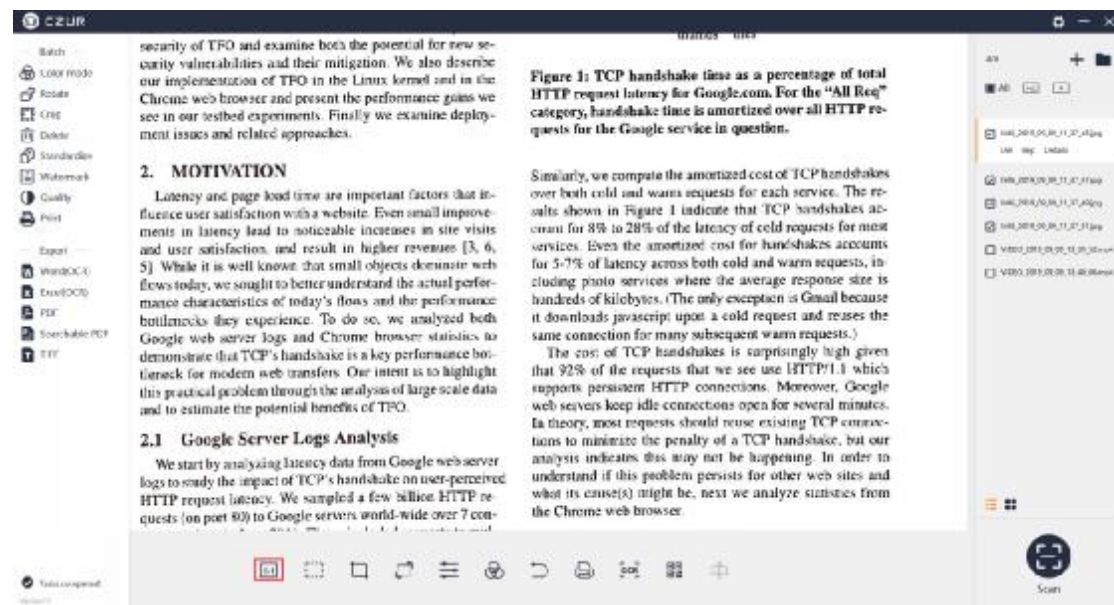 CZUR
Batch
Color mode
Rotate
Crop
Delete
Standardize
Watermark
Quality
Print
Export
Word(OCR)
Excel(OCR)
PDF
Searchable PDF
TIFF
security of TFO and examine both the potential for new se-
curity vulnerabilities and their mitigation. We also describe
our implementation of TFO in the Linux kernel and in the
Chrome web browser and present the performance gains we
see in our testbed experiments. Finally we examine deploy-
ment issues and related approaches.
2. MOTIVATION
Latency and page load time are important factors that in-
fluence user satisfaction with a website. Even small improve-
ments in latency lead to noticeable increases in site visits
and user satisfaction, and result in higher revenues [3, 6,
5]. While it is well known that small objects dominate web
flows today, we sought to better understand the actual perfor-
mance characteristics of today's flows and the performance
bottlenecks they experience. To do so, we analyzed both
Google web server logs and Chrome browser statistics to
demonstrate that TCP's handshake is a key performance bot-
tleneck for modern web transfers. Our intent is to highlight
this practical problem through the analysis of large scale data
and to estimate the potential benefits of TFO.
2.1 Google Server Logs Analysis
We start by analyzing latency data from Google web server
logs to study the impact of TCP's handshake on user-perceived
HTTP request latency. We sampled a few billion HTTP re-
quests (on port 80) to Google servers world-wide over 7 con-
Figure 1: TCP handshake time as a percentage of total
HTTP request latency for Google.com. For the "All Req"
category, handshake time is amortized over all HTTP re-
quests for the Google service in question.
Similarly, we compute the amortized cost of TCP handshakes
over both cold and warm requests for each service. The re-
sults shown in Figure 1 indicate that TCP handshakes ac-
count for 8% to 28% of the latency of cold requests for most
services. Even the amortized cost for handshakes accounts
for 5-7% of latency across both cold and warm requests, in-
cluding photo services where the average response size is
hundreds of kilobytes. (The only exception is Gmail because
it downloads javascript upon a cold request and reuses the
same connection for many subsequent warm requests.)
The cost of TCP handshakes is surprisingly high given
that 92% of the requests that we see use HTTP/1.1 which
supports persistent HTTP connections. Moreover, Google
web servers keep idle connections open for several minutes.
In theory, most requests should reuse existing TCP connec-
tions to minimize the penalty of a TCP handshake, but our
analysis indicates this may not be happening. In order to
understand if this problem persists for other web sites and
what its cause(s) might be, next we analyze statistics from
the Chrome web browser.
All
Details
OCR
Scan